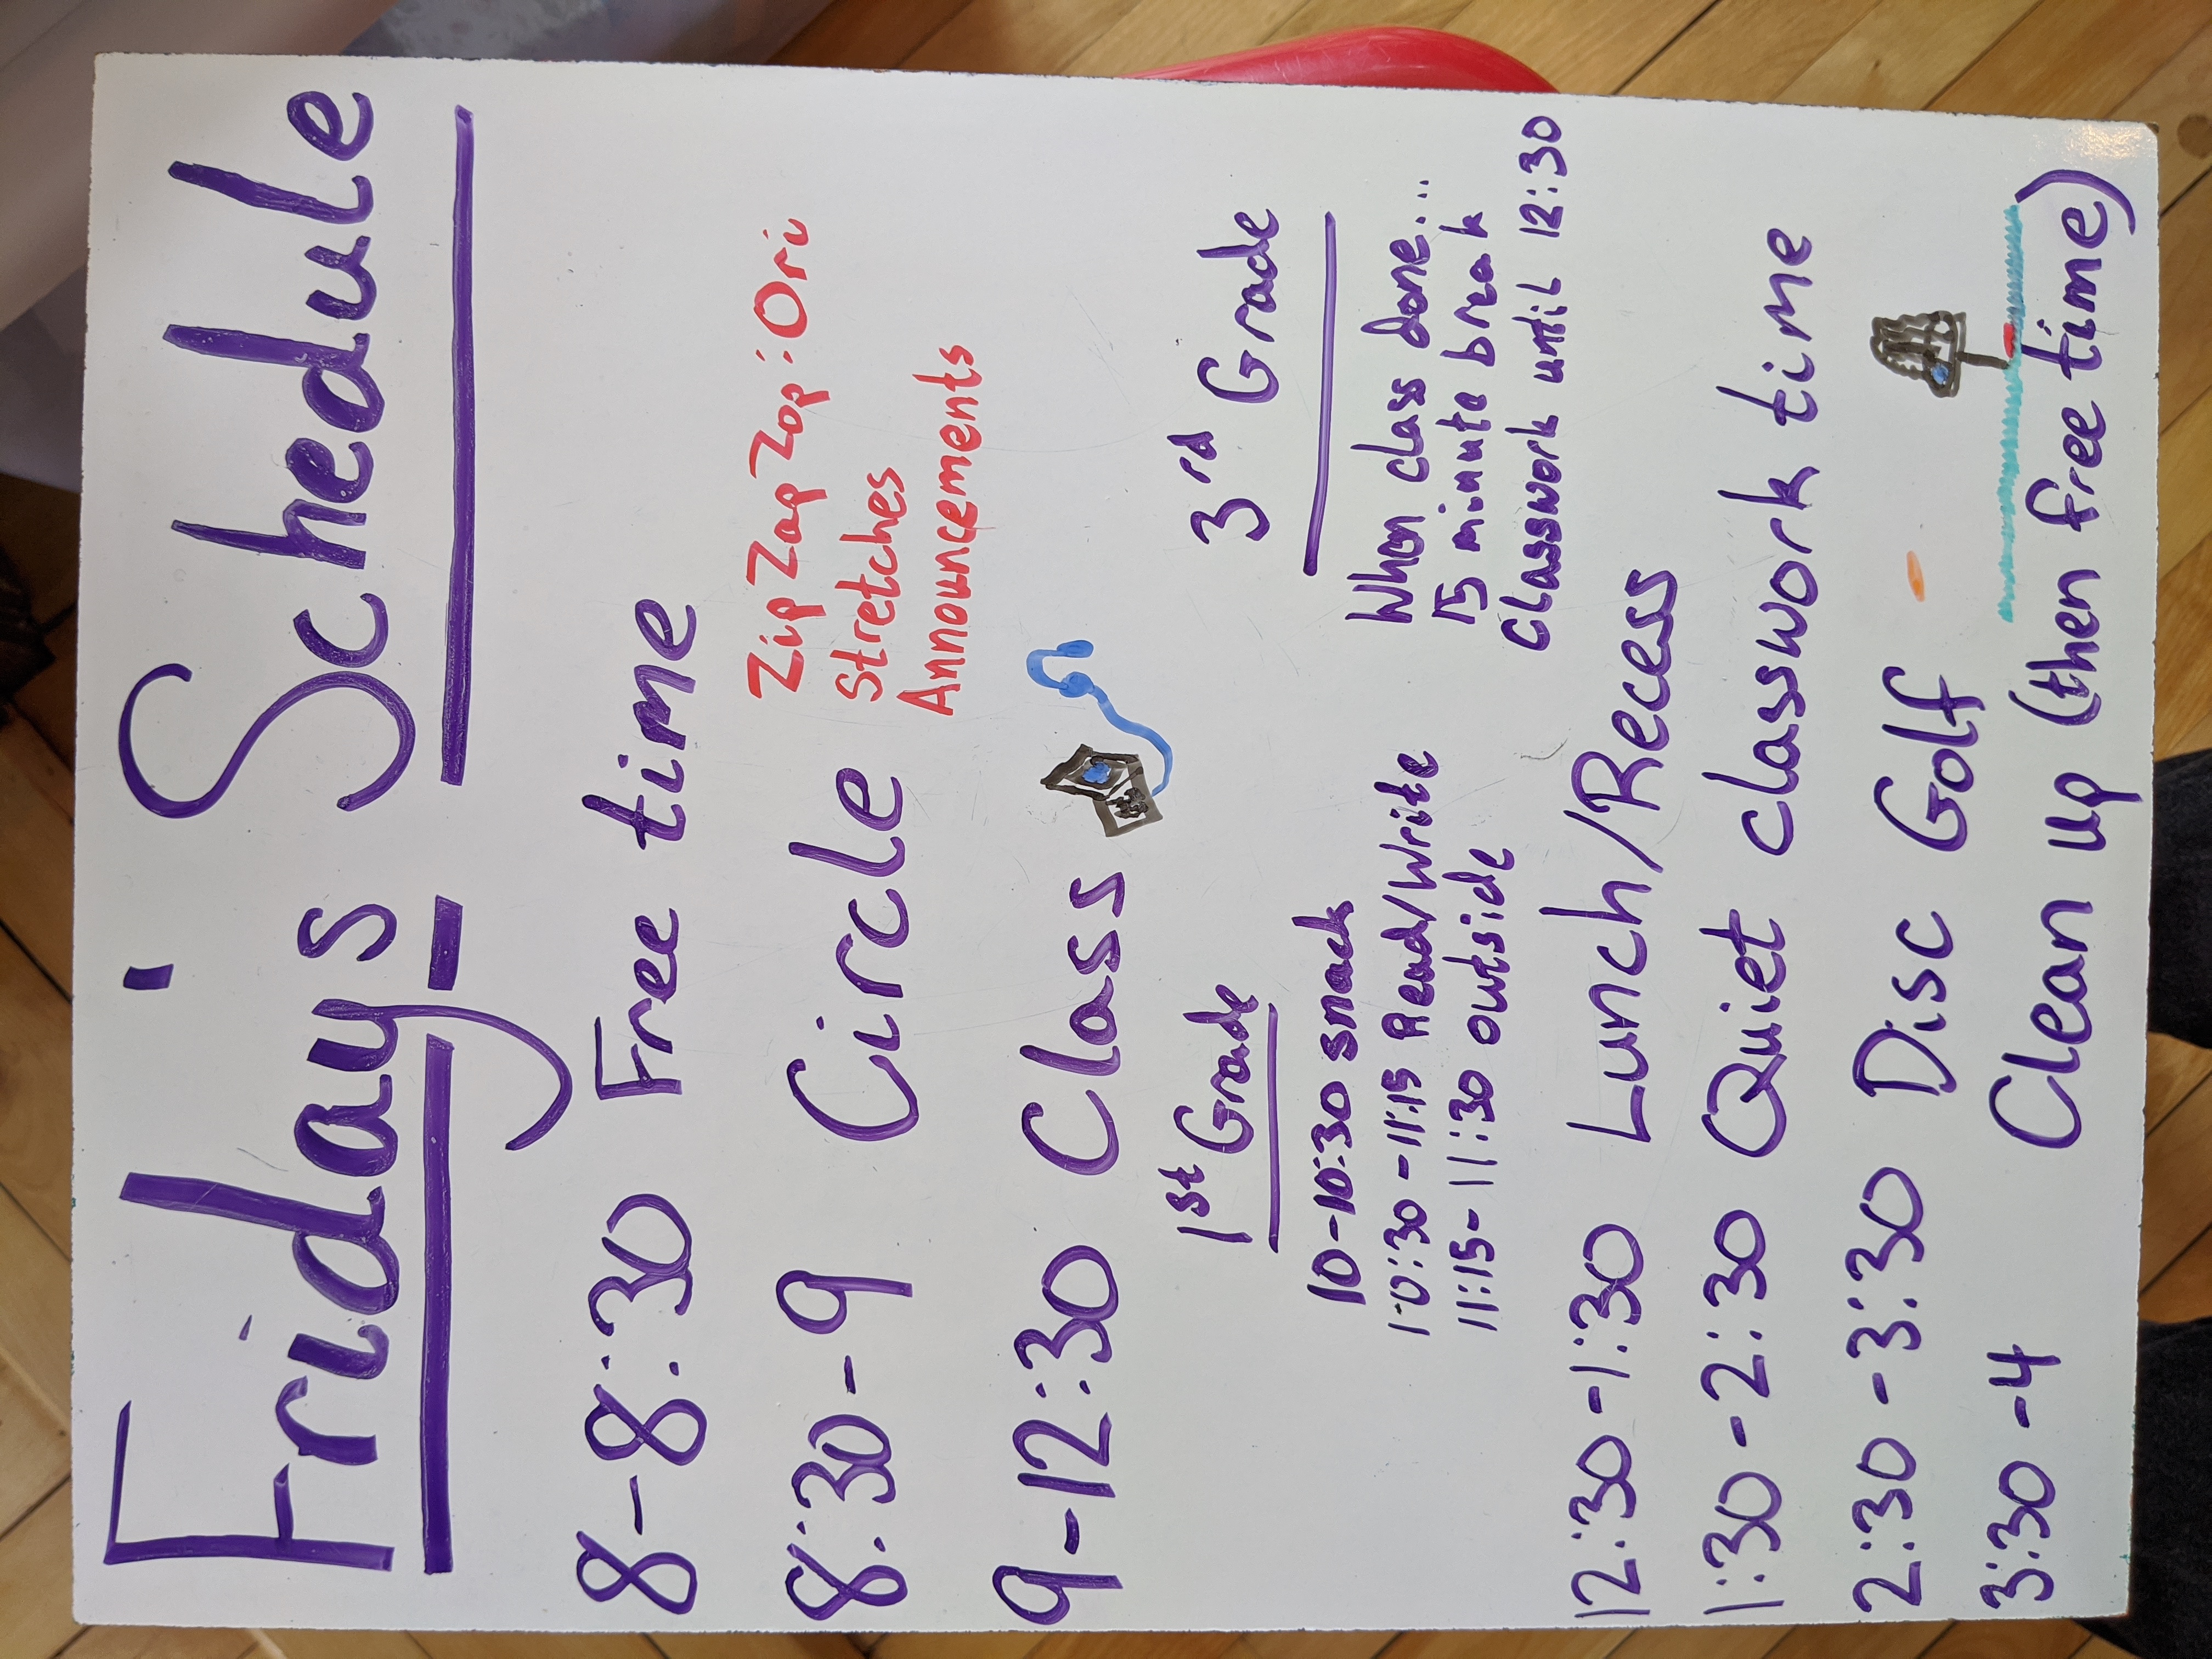 Friday's Schedule
8-8:30 Free time
8:30-9 Circle
Zip Zap Zop: Ori
Stretches
Announcements
9-12:30 Class
1st Grade
10-10:30 snack
10:30-11:15 Read/Write
11:15-11:30 outside
3rd Grade
When class done...
15 minute break
Classwork until 12:30
12:30-1:30 Lunch/Recess
1:30-2:30 Quiet classwork time
2:30-3:30 Disc Golf
3:30-4 Clean up (then free time)